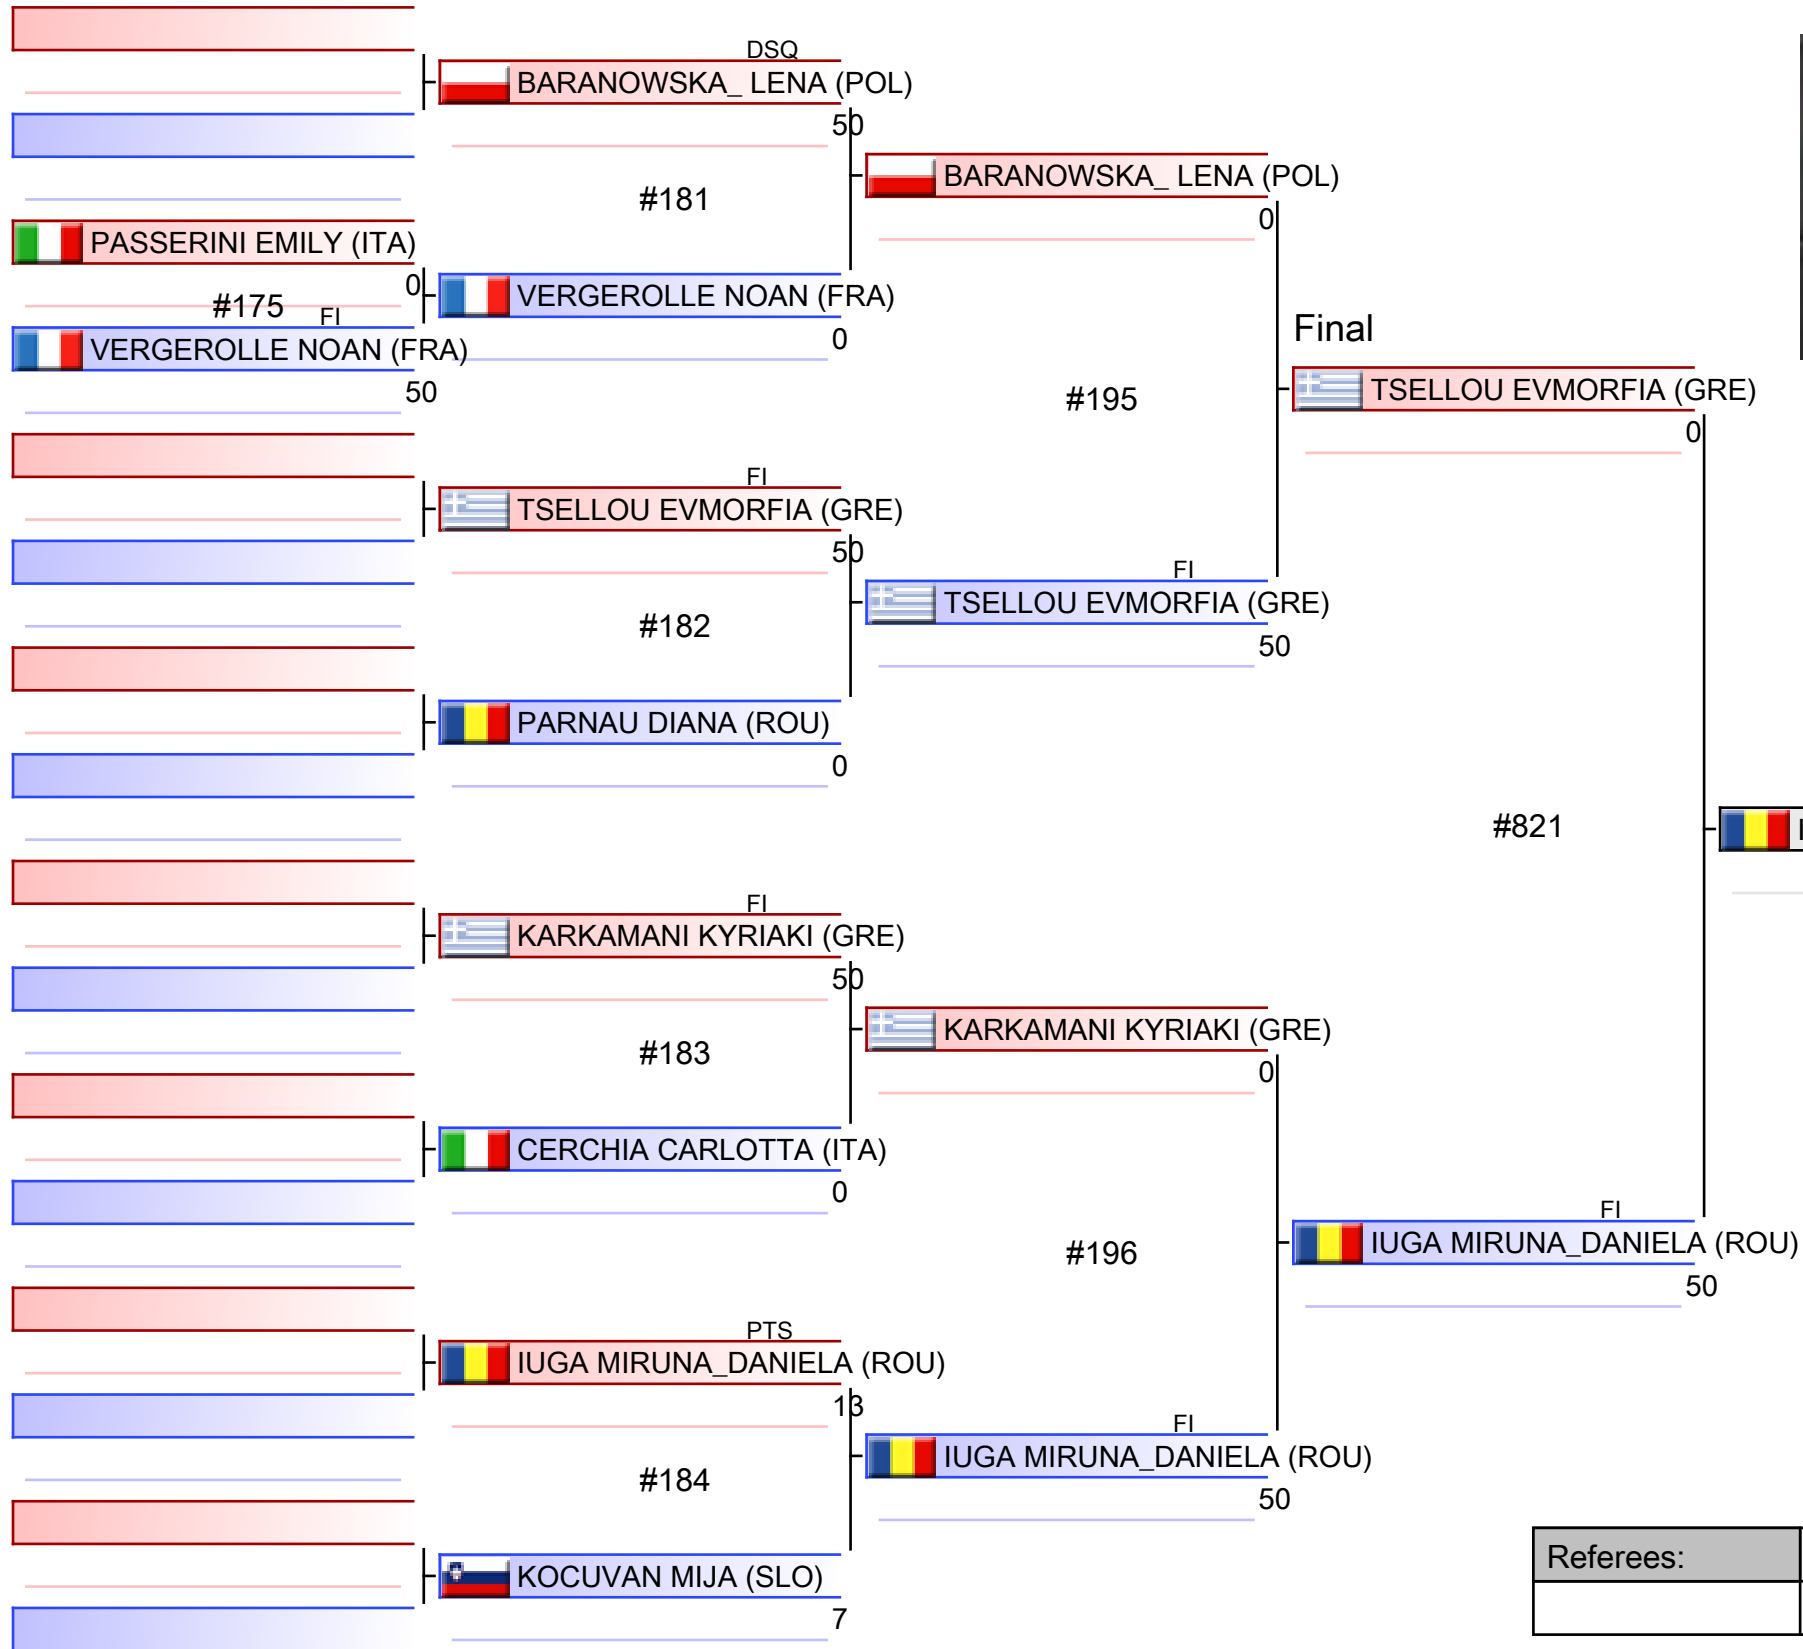 DSQ
BARANOWSKA_ LENA (POL)
50
BARANOWSKA_ LENA (POL)
0
#181
PASSERINI EMILY (ITA)
0
#175
FI
VERGEROLLE NOAN (FRA)
50
VERGEROLLE NOAN (FRA)
0
#195
Final
TSELLOU EVMORFIA (GRE)
0
FI
TSELLOU EVMORFIA (GRE)
50
FI
TSELLOU EVMORFIA (GRE)
50
#182
PARNAU DIANA (ROU)
0
#821
FI
KARKAMANI KYRIAKI (GRE)
50
KARKAMANI KYRIAKI (GRE)
0
#183
CERCHIA CARLOTTA (ITA)
0
#196
FI
IUGA MIRUNA_DANIELA (ROU)
50
PTS
IUGA MIRUNA_DANIELA (ROU)
13
FI
IUGA MIRUNA_DANIELA (ROU)
50
#184
KOCUVAN MIJA (SLO)
7
Referees: